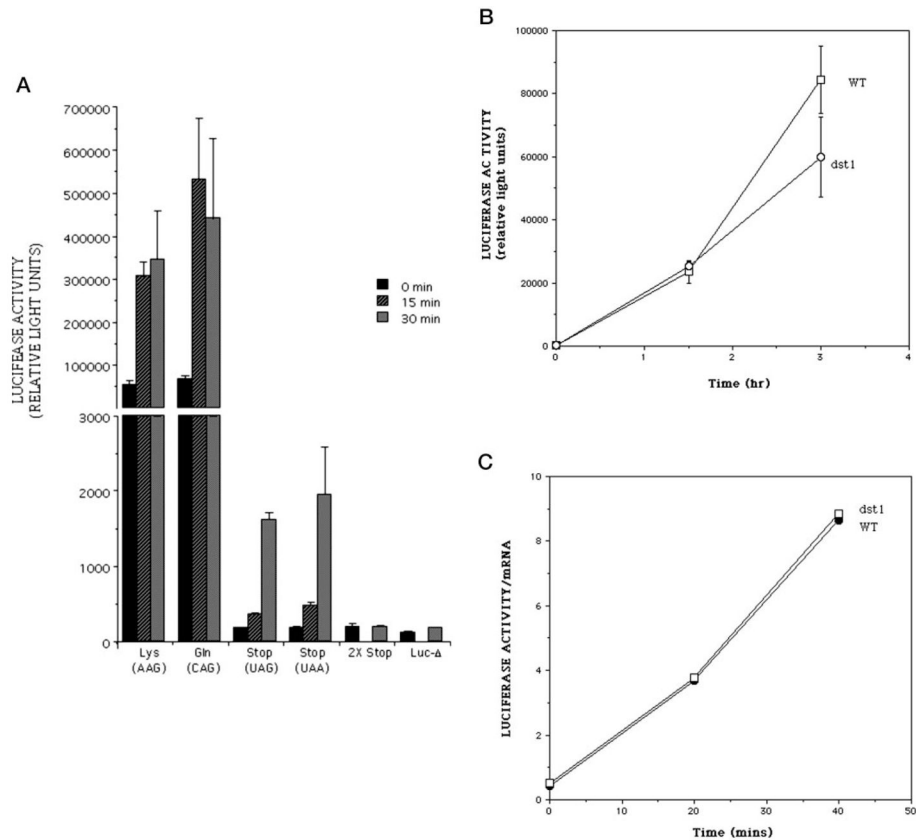 A
LUCIFEASE ACTIVITY
(RELATIVE LIGHT UNITS)
700000
600000
500000
400000
300000
200000
100000
3000
2000
1000
0
0 min
15 min
30 min
Lys
(AAG)
Gln
(CAG)
Stop
(UAG)
Stop
(UAA)
2X Stop
Luc-Δ
B
LUCIFERASE AC TIVITY
(relative light units)
100000
80000
60000
40000
20000
0
WT
dst1
0
1
2
3
4
Time (hr)
C
LUCIFERASE ACTIVITY/mRNA
10
8
6
4
2
0
dst1
WT
0
10
20
30
40
50
Time (mins)